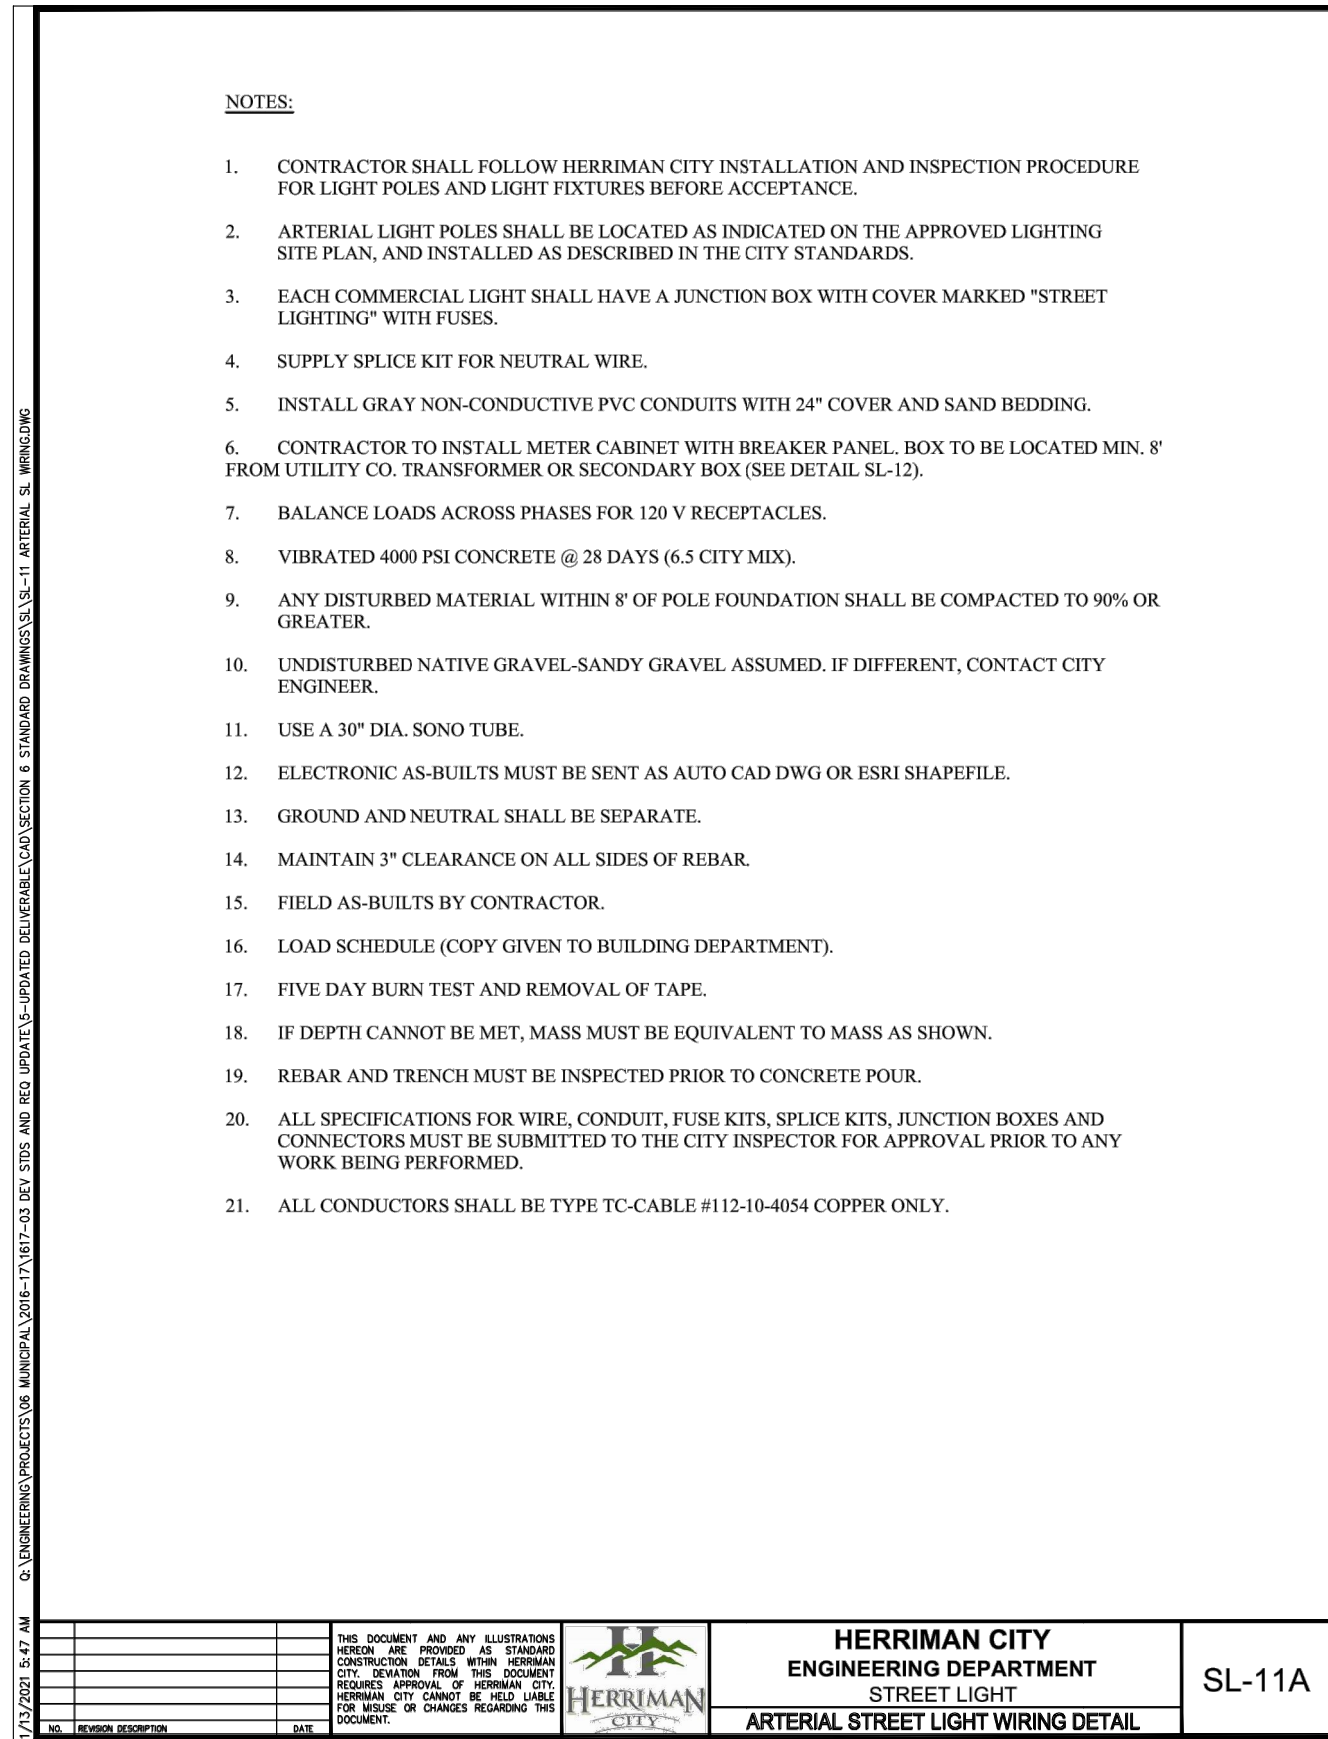 NOTES:
1. CONTRACTOR SHALL FOLLOW HERRIMAN CITY INSTALLATION AND INSPECTION PROCEDURE
FOR LIGHT POLES AND LIGHT FIXTURES BEFORE ACCEPTANCE.
2. ARTERIAL LIGHT POLES SHALL BE LOCATED AS INDICATED ON THE APPROVED LIGHTING
SITE PLAN, AND INSTALLED AS DESCRIBED IN THE CITY STANDARDS.
3. EACH COMMERCIAL LIGHT SHALL HAVE A JUNCTION BOX WITH COVER MARKED "STREET
LIGHTING" WITH FUSES.
4. SUPPLY SPLICE KIT FOR NEUTRAL WIRE.
5. INSTALL GRAY NON-CONDUCTIVE PVC CONDUITS WITH 24" COVER AND SAND BEDDING.
6. CONTRACTOR TO INSTALL METER CABINET WITH BREAKER PANEL. BOX TO BE LOCATED MIN. 8'
FROM UTILITY CO. TRANSFORMER OR SECONDARY BOX (SEE DETAIL SL-12).
7. BALANCE LOADS ACROSS PHASES FOR 120 V RECEPTACLES.
8. VIBRATED 4000 PSI CONCRETE @ 28 DAYS (6.5 CITY MIX).
9. ANY DISTURBED MATERIAL WITHIN 8' OF POLE FOUNDATION SHALL BE COMPACTED TO 90% OR
GREATER.
10. UNDISTURBED NATIVE GRAVEL-SANDY GRAVEL ASSUMED. IF DIFFERENT, CONTACT CITY
ENGINEER.
11. USE A 30" DIA. SONO TUBE.
12. ELECTRONIC AS-BUILTS MUST BE SENT AS AUTO CAD DWG OR ESRI SHAPEFILE.
13. GROUND AND NEUTRAL SHALL BE SEPARATE.
14. MAINTAIN 3" CLEARANCE ON ALL SIDES OF REBAR.
15. FIELD AS-BUILTS BY CONTRACTOR.
16. LOAD SCHEDULE (COPY GIVEN TO BUILDING DEPARTMENT).
17. FIVE DAY BURN TEST AND REMOVAL OF TAPE.
18. IF DEPTH CANNOT BE MET, MASS MUST BE EQUIVALENT TO MASS AS SHOWN.
19. REBAR AND TRENCH MUST BE INSPECTED PRIOR TO CONCRETE POUR.
20. ALL SPECIFICATIONS FOR WIRE, CONDUIT, FUSE KITS, SPLICE KITS, JUNCTION BOXES AND
CONNECTORS MUST BE SUBMITTED TO THE CITY INSPECTOR FOR APPROVAL PRIOR TO ANY
WORK BEING PERFORMED.
21. ALL CONDUCTORS SHALL BE TYPE TC-CABLE #112-10-4054 COPPER ONLY.
1/13/2021 5:47 AM Q:\ENGINEERING\PROJECTS\06 MUNICIPAL\2016-17\1617-03 DEV STDS AND REQ UPDATE\5-UPDATED DELIVERABLE\CAD\SECTION 6 STANDARD DRAWINGS\SL\SL-11 ARTERIAL SL WIRING.DWG
NO. REVISION DESCRIPTION DATE
THIS DOCUMENT AND ANY ILLUSTRATIONS
HEREON ARE PROVIDED AS STANDARD
CONSTRUCTION DETAILS WITHIN HERRIMAN
CITY. DEVIATION FROM THIS DOCUMENT
REQUIRES APPROVAL OF HERRIMAN CITY.
HERRIMAN CITY CANNOT BE HELD LIABLE
FOR MISUSE OR CHANGES REGARDING THIS
DOCUMENT.
H
HERRIMAN
CITY
HERRIMAN CITY
ENGINEERING DEPARTMENT
STREET LIGHT
ARTERIAL STREET LIGHT WIRING DETAIL
SL-11A